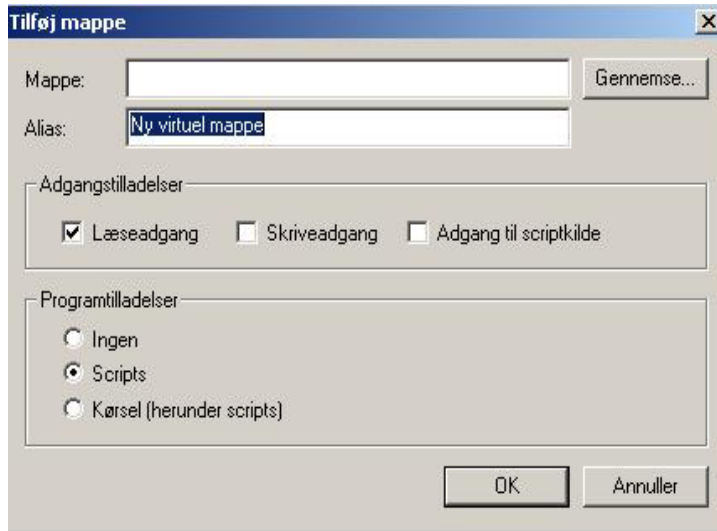 Tilføj mappe
Mappe: Gennemse...
Alias: Ny virtuel mappe
Adgangstilladelser
Læseadgang Skriveadgang Adgang til scriptkilde
Programtilladelser
Ingen
Scripts
Kørsel (herunder scripts)
OK Annuller